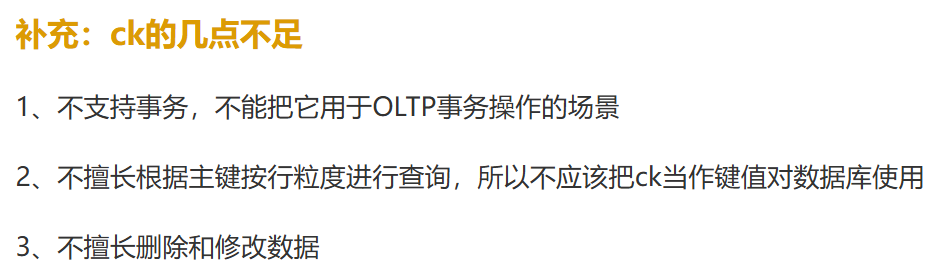 补充：ck的几点不足
1、不支持事务，不能把它用于OLTP事务操作的场景
2、不擅长根据主键按行粒度进行查询，所以不应该把ck当作键值对数据库使用
3、不擅长删除和修改数据